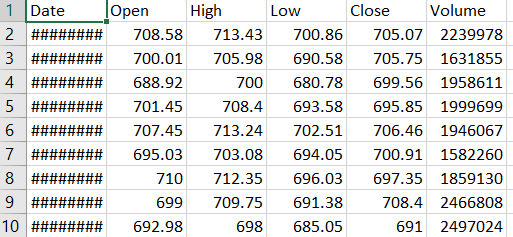 1 Date Open High Low Close Volume
2 ######## 708.58 713.43 700.86 705.07 2239978
3 ######## 700.01 705.98 690.58 705.75 1631855
4 ######## 688.92 700 680.78 699.56 1958611
5 ######## 701.45 708.4 693.58 695.85 1999699
6 ######## 707.45 713.24 702.51 706.46 1946067
7 ######## 695.03 703.08 694.05 700.91 1582260
8 ######## 710 712.35 696.03 697.35 1859130
9 ######## 699 709.75 691.38 708.4 2466808
10 ######## 692.98 698 685.05 691 2497024